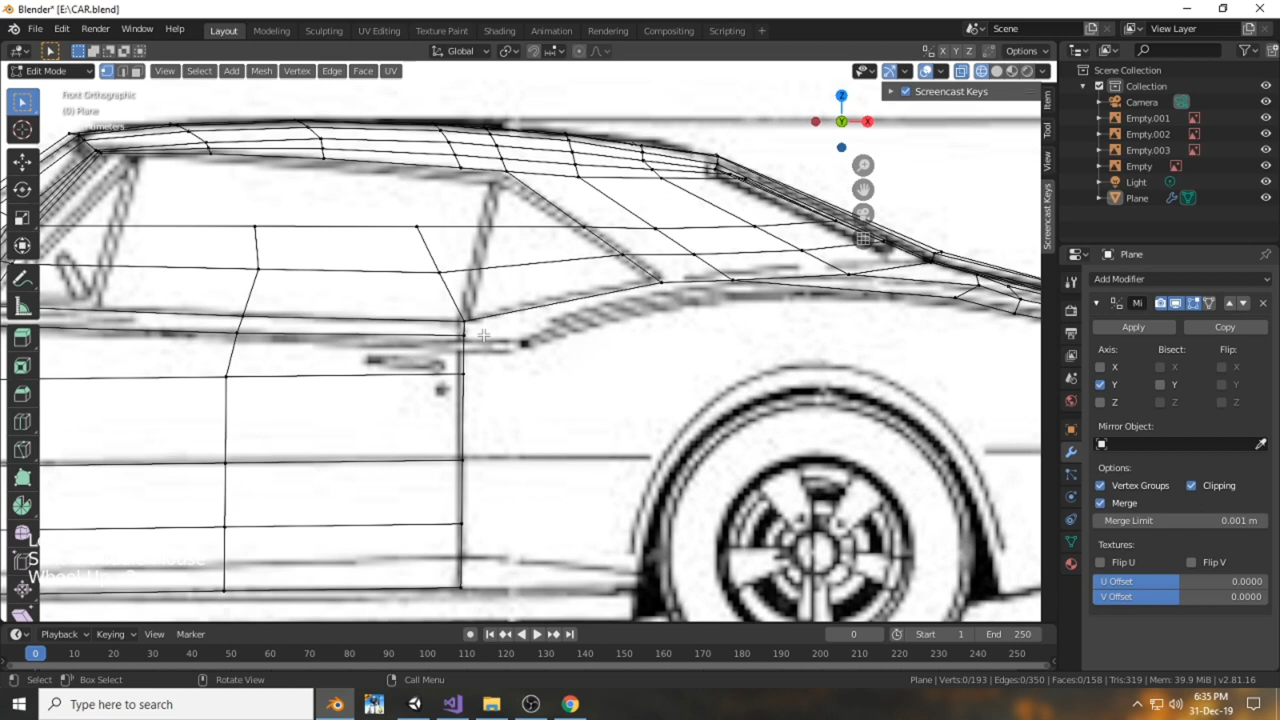 Blender* [E:\CAR.blend]
File Edit Render Window Help Layout Modeling Sculpting UV Editing Texture Paint Shading Animation Rendering Compositing Scripting + Scene View Layer
Global X Y Z Options
Edit Mode View Select Add Mesh Vertex Edge Face UV
Front Orthographic
(0) Plane
Screencast Keys
Z
Y
X
Item
Tool
View
Screencast Keys
Scene Collection
Collection
Camera
Empty.001
Empty.002
Empty.003
Empty
Light
Plane
Plane
Add Modifier
Mi
Apply Copy
Axis: Bisect: Flip:
X X X
Y Y Y
Z Z Z
Mirror Object:
Options:
Vertex Groups Clipping
Merge
Merge Limit 0.001 m
Textures:
Flip U Flip V
U Offset 0.0000
V Offset 0.0000
Playback Keying View Marker 0 Start 1 End 250
0 10 20 30 40 50 60 70 80 90 100 110 120 130 140 150 160 170 180 190 200 210 220 230 240 250
Select Box Select Rotate View Call Menu Plane | Verts:0/193 | Edges:0/350 | Faces:0/158 | Tris:319 | Mem: 39.9 MiB | v2.81.16
Type here to search
6:35 PM
31-Dec-19